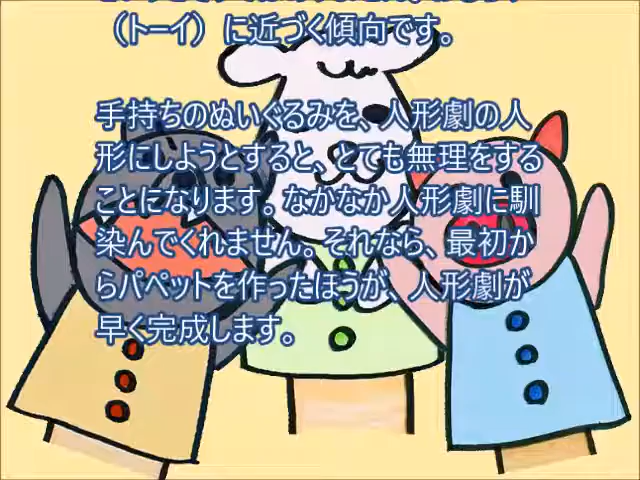 （トーイ）に近づく傾向です。
手持ちのぬいぐるみを、人形劇の人
形にしようとすると、とても無理をする
ことになります。なかなか人形劇に馴
染んでくれません。それなら、最初か
らパペットを作ったほうが、人形劇が
早く完成します。